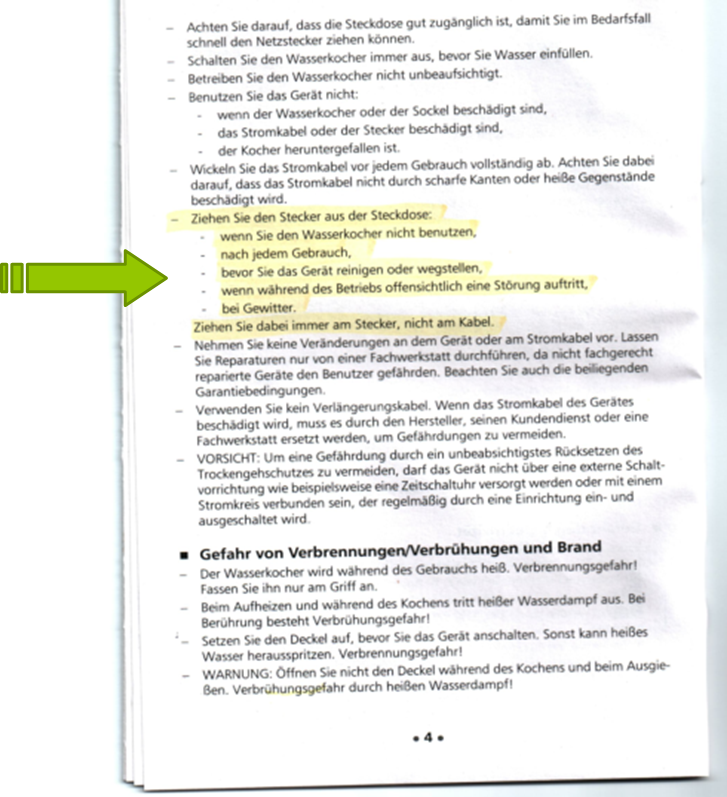 – Achten Sie darauf, dass die Steckdose gut zugänglich ist, damit Sie im Bedarfsfall
schnell den Netzstecker ziehen können.
– Schalten Sie den Wasserkocher immer aus, bevor Sie Wasser einfüllen.
– Betreiben Sie den Wasserkocher nicht unbeaufsichtigt.
– Benutzen Sie das Gerät nicht:
- wenn der Wasserkocher oder der Sockel beschädigt sind,
- das Stromkabel oder der Stecker beschädigt sind,
- der Kocher heruntergefallen ist.
– Wickeln Sie das Stromkabel vor jedem Gebrauch vollständig ab. Achten Sie dabei
darauf, dass das Stromkabel nicht durch scharfe Kanten oder heiße Gegenstände
beschädigt wird.
– Ziehen Sie den Stecker aus der Steckdose:
- wenn Sie den Wasserkocher nicht benutzen,
- nach jedem Gebrauch,
- bevor Sie das Gerät reinigen oder wegstellen,
- wenn während des Betriebs offensichtlich eine Störung auftritt,
- bei Gewitter.
Ziehen Sie dabei immer am Stecker, nicht am Kabel.
– Nehmen Sie keine Veränderungen an dem Gerät oder am Stromkabel vor. Lassen
Sie Reparaturen nur von einer Fachwerkstatt durchführen, da nicht fachgerecht
reparierte Geräte den Benutzer gefährden. Beachten Sie auch die beiliegenden
Garantiebedingungen.
– Verwenden Sie kein Verlängerungskabel. Wenn das Stromkabel des Gerätes
beschädigt wird, muss es durch den Hersteller, seinen Kundendienst oder eine
Fachwerkstatt ersetzt werden, um Gefährdungen zu vermeiden.
– VORSICHT: Um eine Gefährdung durch ein unbeabsichtigstes Rücksetzen des
Trockengehschutzes zu vermeiden, darf das Gerät nicht über eine externe Schalt-
vorrichtung wie beispielsweise eine Zeitschaltuhr versorgt werden oder mit einem
Stromkreis verbunden sein, der regelmäßig durch eine Einrichtung ein- und
ausgeschaltet wird.
■ Gefahr von Verbrennungen/Verbrühungen und Brand
– Der Wasserkocher wird während des Gebrauchs heiß. Verbrennungsgefahr!
Fassen Sie ihn nur am Griff an.
– Beim Aufheizen und während des Kochens tritt heißer Wasserdampf aus. Bei
Berührung besteht Verbrühungsgefahr!
– Setzen Sie den Deckel auf, bevor Sie das Gerät anschalten. Sonst kann heißes
Wasser herausspritzen. Verbrennungsgefahr!
– WARNUNG: Öffnen Sie nicht den Deckel während des Kochens und beim Ausgie-
ßen. Verbrühungsgefahr durch heißen Wasserdampf!
• 4 •